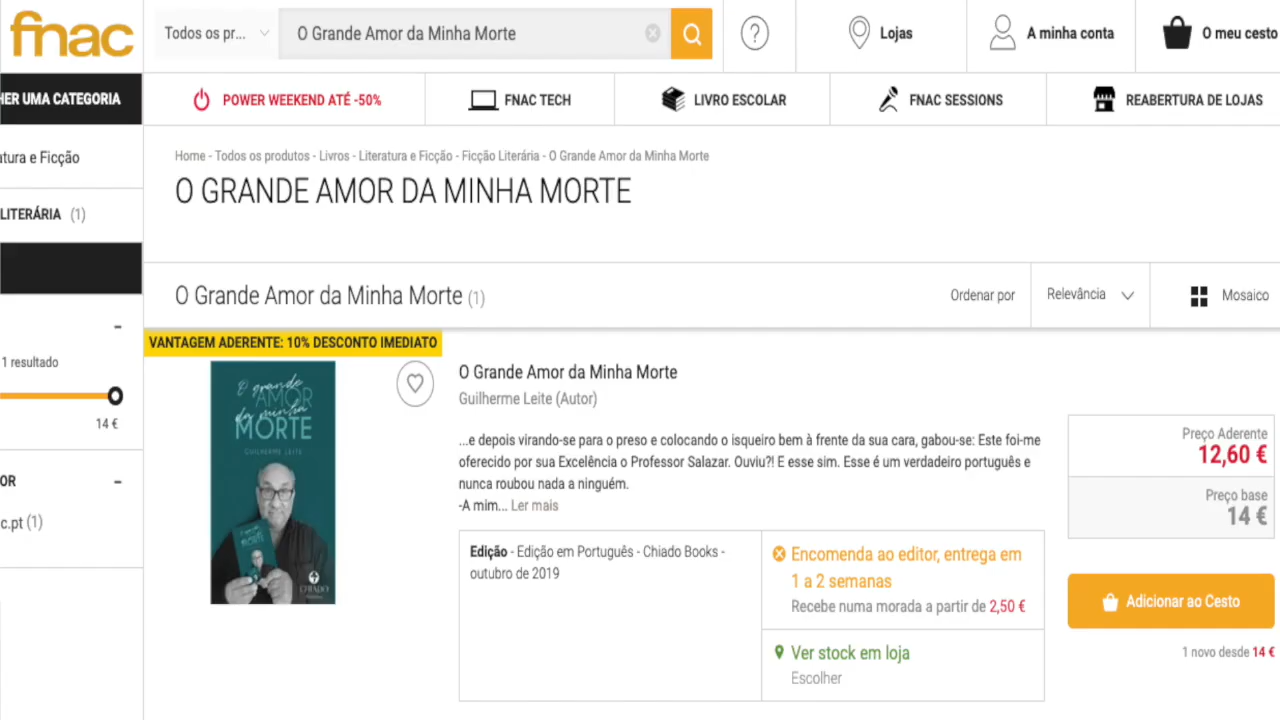 fnac
Todos os pr...
O Grande Amor da Minha Morte
?
Lojas
A minha conta
O meu cesto
HER UMA CATEGORIA
POWER WEEKEND ATÉ -50%
FNAC TECH
LIVRO ESCOLAR
FNAC SESSIONS
REABERTURA DE LOJAS
atura e Ficção
LITERÁRIA (1)
1 resultado
14 €
OR
c.pt (1)
Home - Todos os produtos - Livros - Literatura e Ficção - Ficção Literária - O Grande Amor da Minha Morte
O GRANDE AMOR DA MINHA MORTE
O Grande Amor da Minha Morte (1)
Ordenar por
Relevância
Mosaico
VANTAGEM ADERENTE: 10% DESCONTO IMEDIATO
O grande
AMOR
da minha
MORTE
GUILHERME LEITE
CHIADO
O Grande Amor da Minha Morte
Guilherme Leite (Autor)
...e depois virando-se para o preso e colocando o isqueiro bem à frente da sua cara, gabou-se: Este foi-me
oferecido por sua Excelência o Professor Salazar. Ouviu?! E esse sim. Esse é um verdadeiro português e
nunca roubou nada a ninguém.
-A mim... Ler mais
Edição - Edição em Português - Chiado Books -
outubro de 2019
Encomenda ao editor, entrega em
1 a 2 semanas
Recebe numa morada a partir de 2,50 €
Ver stock em loja
Escolher
Preço Aderente
12,60 €
Preço base
14 €
Adicionar ao Cesto
1 novo desde 14 €